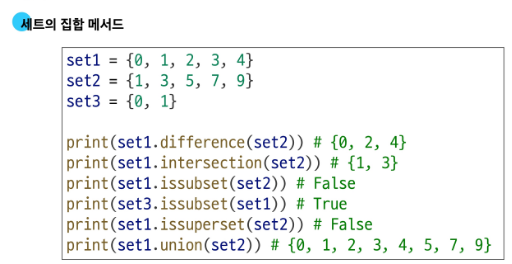 세트의 집합 메서드
set1 = {0, 1, 2, 3, 4}
set2 = {1, 3, 5, 7, 9}
set3 = {0, 1}
print(set1.difference(set2)) # {0, 2, 4}
print(set1.intersection(set2)) # {1, 3}
print(set1.issubset(set2)) # False
print(set3.issubset(set1)) # True
print(set1.issuperset(set2)) # False
print(set1.union(set2)) # {0, 1, 2, 3, 4, 5, 7, 9}